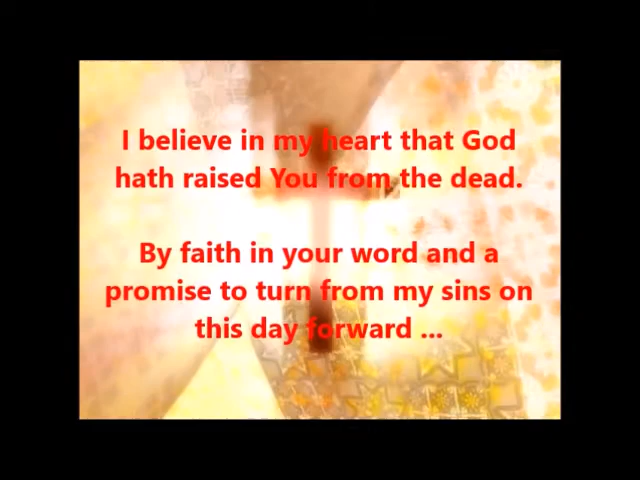 I believe in my heart that God
hath raised You from the dead.
By faith in your word and a
promise to turn from my sins on
this day forward ...